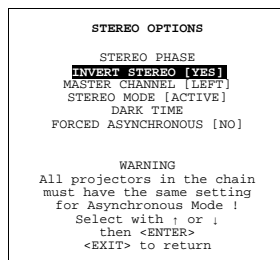 STEREO OPTIONS
STEREO PHASE
INVERT STEREO [YES]
MASTER CHANNEL [LEFT]
STEREO MODE [ACTIVE]
DARK TIME
FORCED ASYNCHRONOUS [NO]
WARNING
All projectors in the chain
must have the same setting
for Asynchronous Mode !
Select with ↑ or ↓
then <ENTER>
<EXIT> to return